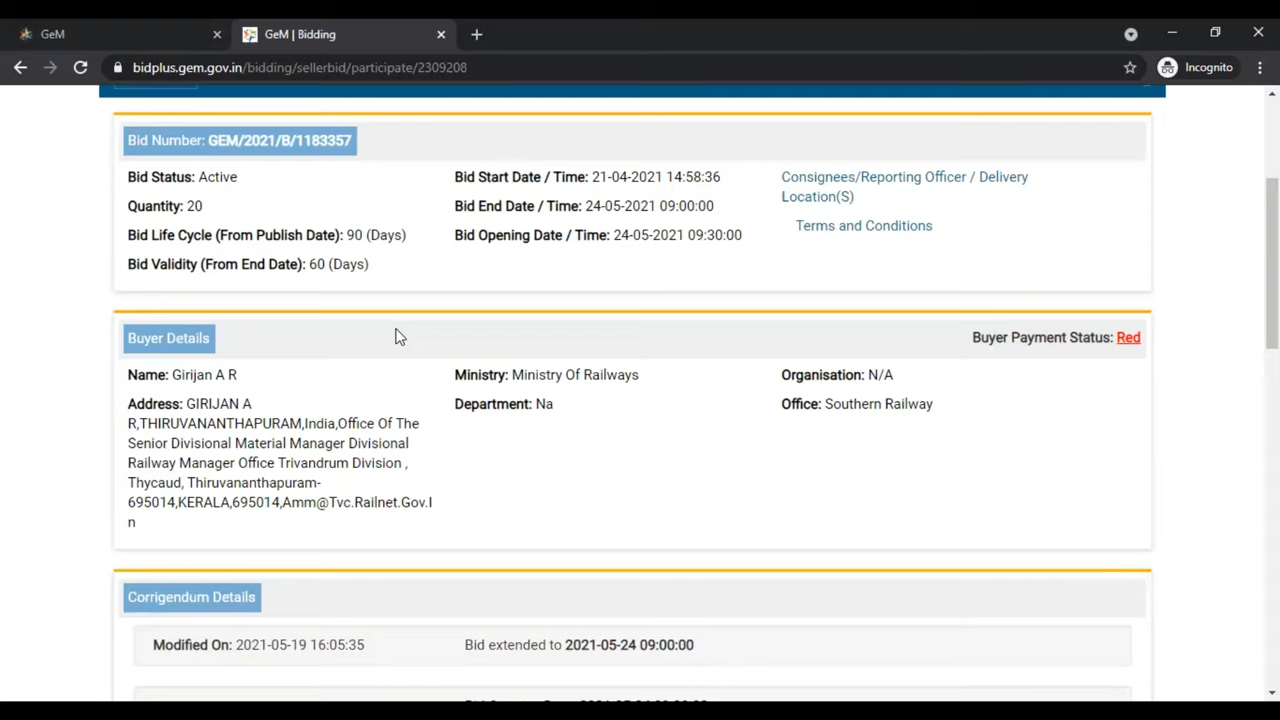 GeM
GeM | Bidding
bidplus.gem.gov.in/bidding/sellerbid/participate/2309208
Incognito
Bid Number: GEM/2021/B/1183357
Bid Status: Active
Bid Start Date / Time: 21-04-2021 14:58:36
Consignees/Reporting Officer / Delivery
Location(S)
Quantity: 20
Bid End Date / Time: 24-05-2021 09:00:00
Terms and Conditions
Bid Life Cycle (From Publish Date): 90 (Days)
Bid Opening Date / Time: 24-05-2021 09:30:00
Bid Validity (From End Date): 60 (Days)
Buyer Details
Buyer Payment Status: Red
Name: Girijan A R
Ministry: Ministry Of Railways
Organisation: N/A
Address: GIRIJAN A
R,THIRUVANANTHAPURAM,India,Office Of The
Senior Divisional Material Manager Divisional
Railway Manager Office Trivandrum Division ,
Thycaud, Thiruvananthapuram-
695014,KERALA,695014,Amm@Tvc.Railnet.Gov.I
n
Department: Na
Office: Southern Railway
Corrigendum Details
Modified On: 2021-05-19 16:05:35
Bid extended to 2021-05-24 09:00:00